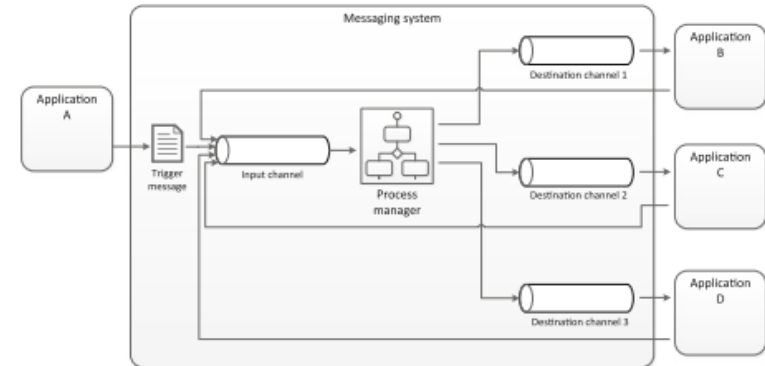 Messaging system
Application
A
Trigger
message
Input channel
Process
manager
Destination channel 1
Application
B
Destination channel 2
Application
C
Destination channel 3
Application
D